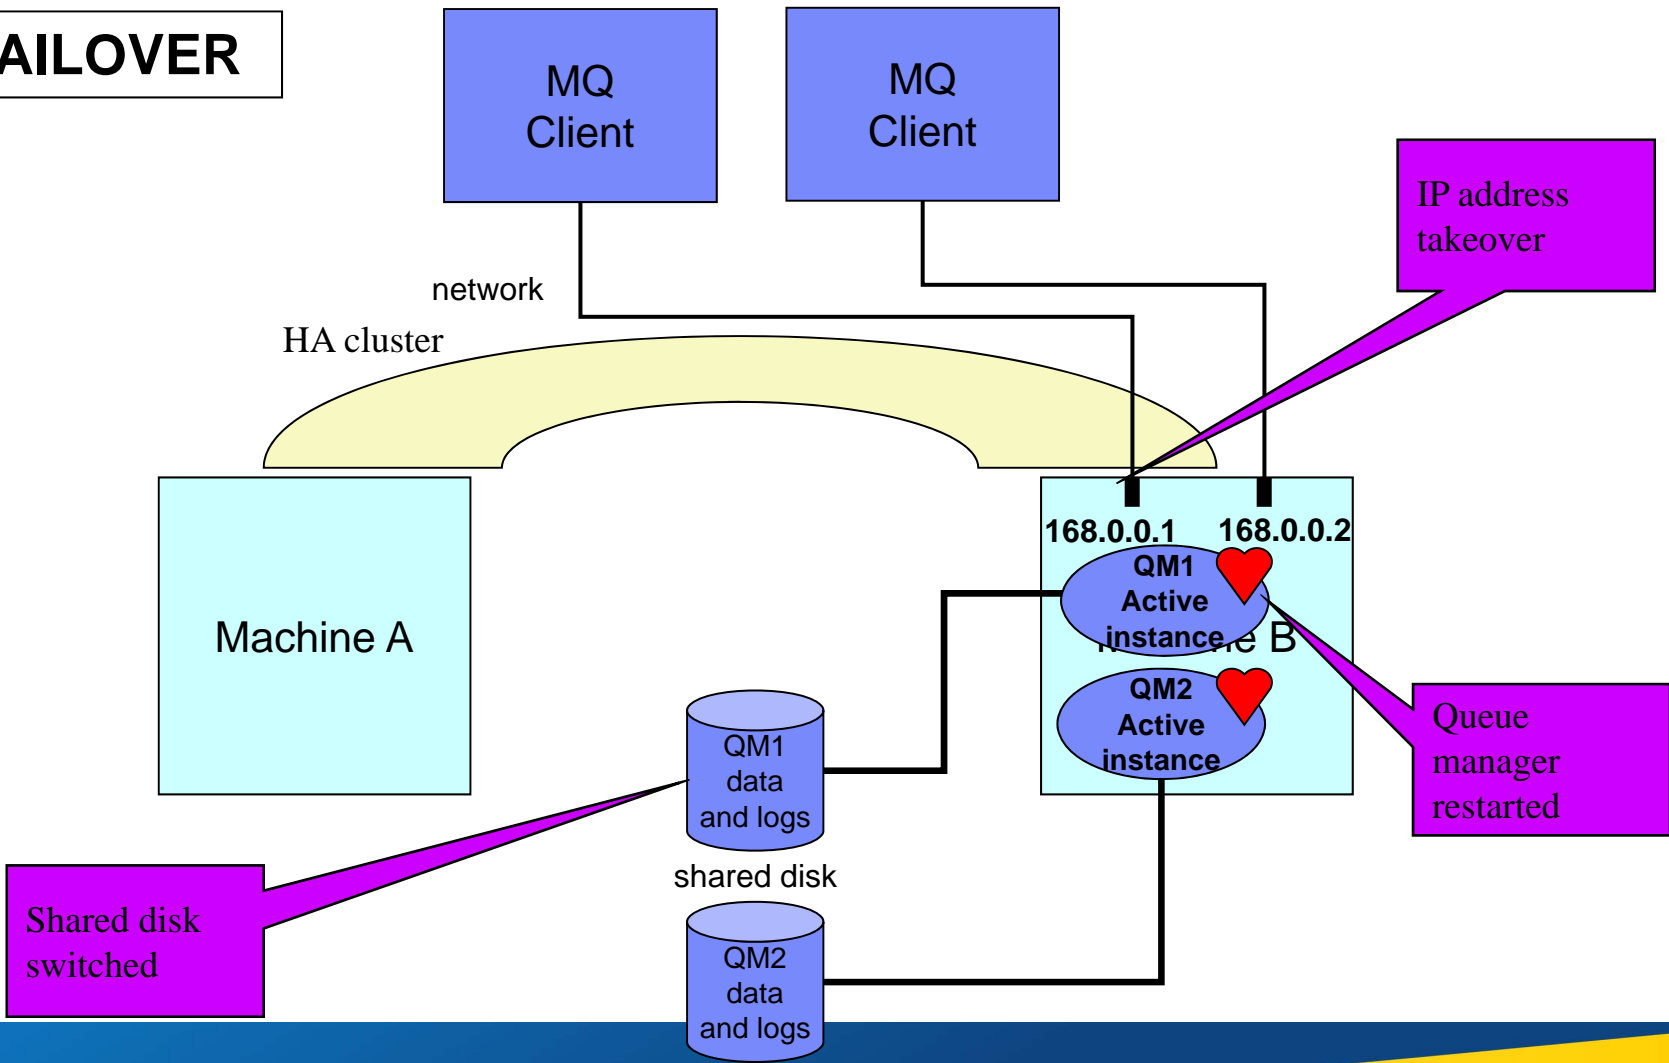 AILOVER
MQ
Client
MQ
Client
IP address
takeover
network
HA cluster
168.0.0.1
168.0.0.2
QM1
Active
instance
Machine A
e B
QM2
Active
instance
Queue
manager
restarted
QM1
data
and logs
shared disk
Shared disk
switched
QM2
data
and logs